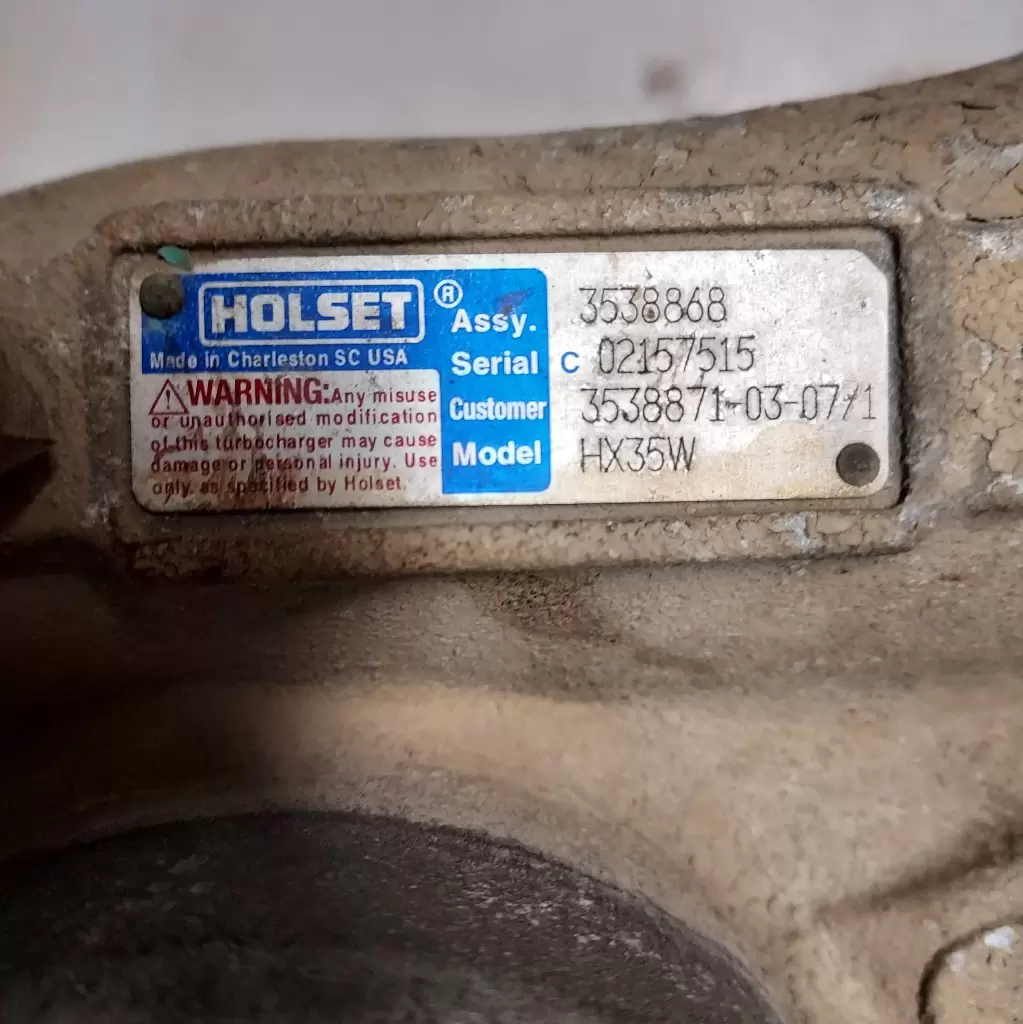 HOLSET ®
Made in Charleston SC USA
⚠ WARNING: Any misuse
or unauthorised modification
of this turbocharger may cause
damage or personal injury. Use
only as specified by Holset.
Assy. 3538868
Serial C 02157515
Customer 3538871-03-07/1
Model HX35W